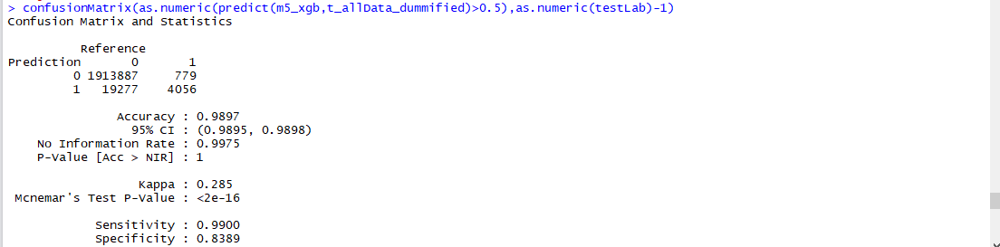 > confusionMatrix(as.numeric(predict(m5_xgb,t_allData_dummified)>0.5),as.numeric(testLab)-1)
Confusion Matrix and Statistics
Reference
Prediction 0 1
0 1913887 779
1 19277 4056
Accuracy : 0.9897
95% CI : (0.9895, 0.9898)
No Information Rate : 0.9975
P-Value [Acc > NIR] : 1
Kappa : 0.285
Mcnemar's Test P-Value : <2e-16
Sensitivity : 0.9900
Specificity : 0.8389